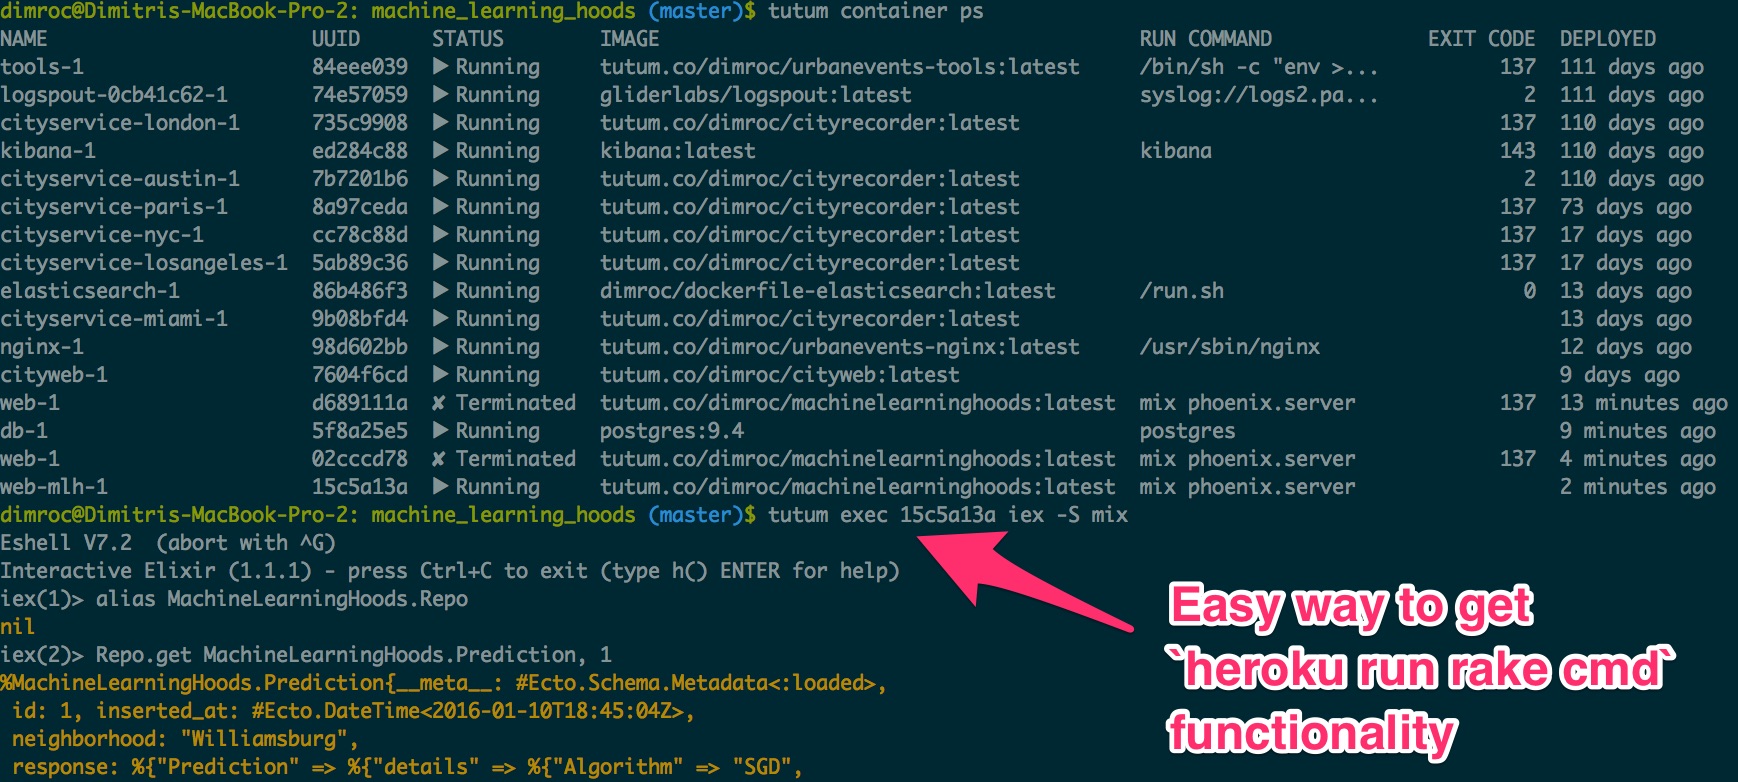 dimroc@Dimitris-MacBook-Pro-2: machine_learning_hoods (master)$ tutum container ps
NAME UUID STATUS IMAGE RUN COMMAND EXIT CODE DEPLOYED
tools-1 84eee039 ▶ Running tutum.co/dimroc/urbanevents-tools:latest /bin/sh -c "env >... 137 111 days ago
logspout-0cb41c62-1 74e57059 ▶ Running gliderlabs/logspout:latest syslog://logs2.pa... 2 111 days ago
cityservice-london-1 735c9908 ▶ Running tutum.co/dimroc/cityrecorder:latest 137 110 days ago
kibana-1 ed284c88 ▶ Running kibana:latest kibana 143 110 days ago
cityservice-austin-1 7b7201b6 ▶ Running tutum.co/dimroc/cityrecorder:latest 2 110 days ago
cityservice-paris-1 8a97ceda ▶ Running tutum.co/dimroc/cityrecorder:latest 137 73 days ago
cityservice-nyc-1 cc78c88d ▶ Running tutum.co/dimroc/cityrecorder:latest 137 17 days ago
cityservice-losangeles-1 5ab89c36 ▶ Running tutum.co/dimroc/cityrecorder:latest 137 17 days ago
elasticsearch-1 86b486f3 ▶ Running dimroc/dockerfile-elasticsearch:latest /run.sh 0 13 days ago
cityservice-miami-1 9b08bfd4 ▶ Running tutum.co/dimroc/cityrecorder:latest 13 days ago
nginx-1 98d602bb ▶ Running tutum.co/dimroc/urbanevents-nginx:latest /usr/sbin/nginx 12 days ago
cityweb-1 7604f6cd ▶ Running tutum.co/dimroc/cityweb:latest 9 days ago
web-1 d689111a ✘ Terminated tutum.co/dimroc/machinelearninghoods:latest mix phoenix.server 137 13 minutes ago
db-1 5f8a25e5 ▶ Running postgres:9.4 postgres 9 minutes ago
web-1 02cccd78 ✘ Terminated tutum.co/dimroc/machinelearninghoods:latest mix phoenix.server 137 4 minutes ago
web-mlh-1 15c5a13a ▶ Running tutum.co/dimroc/machinelearninghoods:latest mix phoenix.server 2 minutes ago
dimroc@Dimitris-MacBook-Pro-2: machine_learning_hoods (master)$ tutum exec 15c5a13a iex -S mix
Eshell V7.2  (abort with ^G)
Interactive Elixir (1.1.1) - press Ctrl+C to exit (type h() ENTER for help)
iex(1)> alias MachineLearningHoods.Repo
nil
iex(2)> Repo.get MachineLearningHoods.Prediction, 1
%MachineLearningHoods.Prediction{__meta__: #Ecto.Schema.Metadata<:loaded>,
 id: 1, inserted_at: #Ecto.DateTime<2016-01-10T18:45:04Z>,
 neighborhood: "Williamsburg",
 response: %{"Prediction" => %{"details" => %{"Algorithm" => "SGD",
Easy way to get
`heroku run rake cmd`
functionality